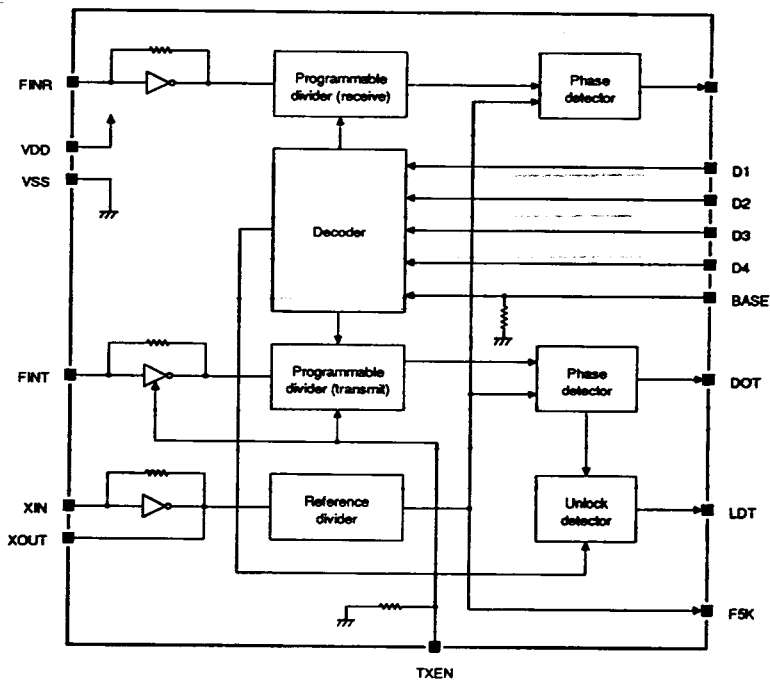 FINR
Programmable
divider (receive)
Phase
detector
VDD
VSS
D1
D2
Decoder
D3
D4
BASE
FINT
Programmable
divider (transmit)
Phase
detector
DOT
XIN
Reference
divider
Unlock
detector
LDT
XOUT
F5K
TXEN